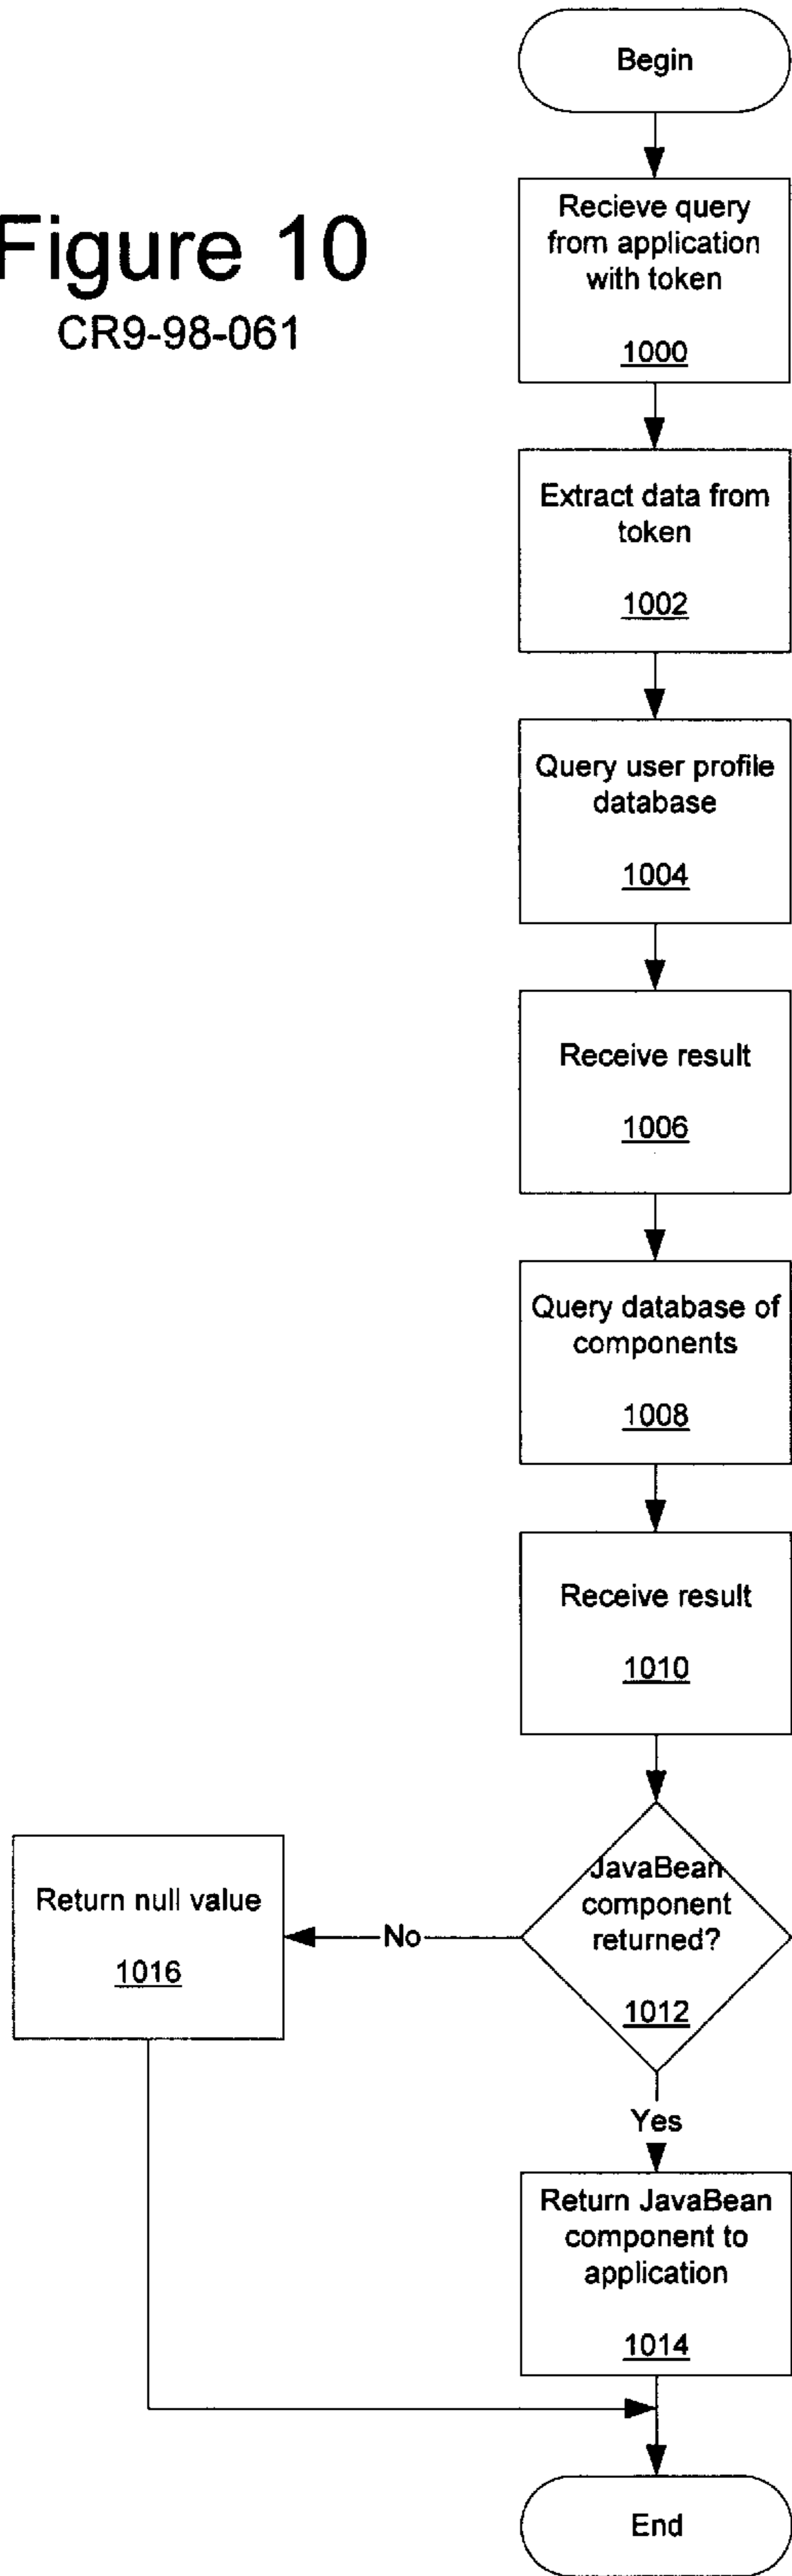 Begin
Figure 10
CR9-98-061
Recieve query
from application
with token
1000
Extract data from
token
1002
Query user profile
database
1004
Receive result
1006
Query database of
components
1008
Receive result
1010
JavaBean
component
returned?
1012
No
Return null value
1016
Yes
Return JavaBean
component to
application
1014
End